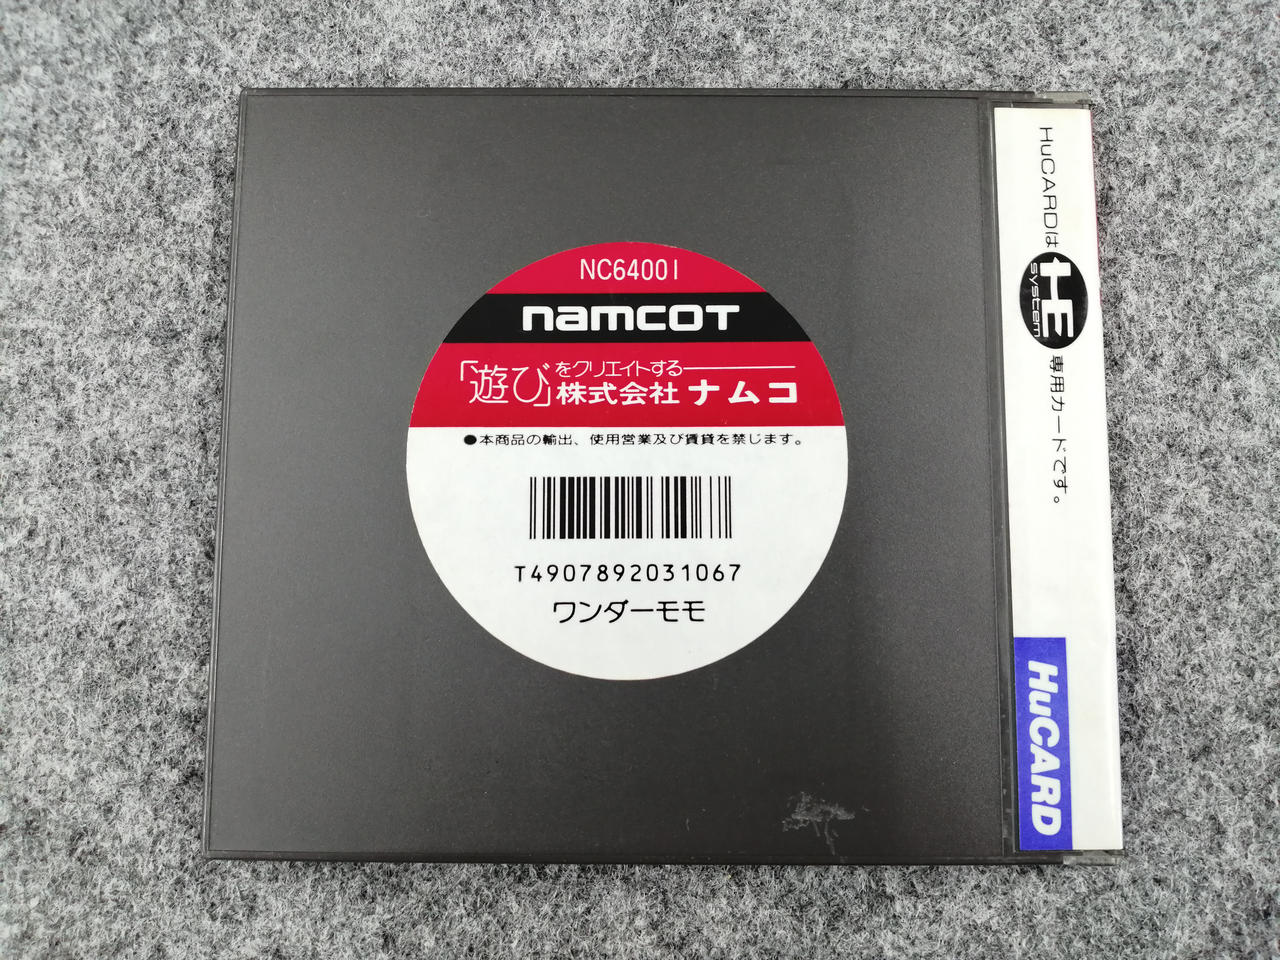 NC64001
namcot
「遊び」をクリエイトする
株式会社ナムコ
●本商品の輸出、使用営業及び賃貸を禁じます。
T4907892031067
ワンダーモモ
HuCARDは HE system 専用カードです。
HuCARD